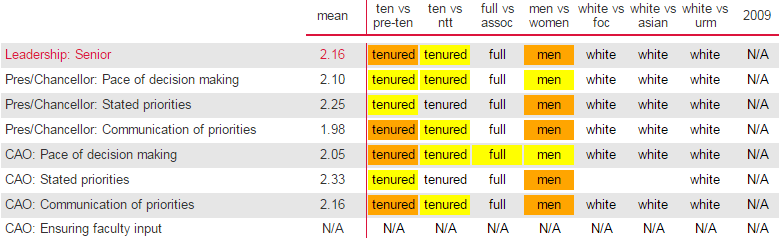 mean ten vs pre-ten ten vs ntt full vs assoc men vs women white vs foc white vs asian white vs urm 2009
Leadership: Senior 2.16 tenured tenured full men white white white N/A
Pres/Chancellor: Pace of decision making 2.10 tenured tenured full men white white white N/A
Pres/Chancellor: Stated priorities 2.25 tenured tenured full men white white white N/A
Pres/Chancellor: Communication of priorities 1.98 tenured tenured full men white white white N/A
CAO: Pace of decision making 2.05 tenured tenured full men white white white N/A
CAO: Stated priorities 2.33 tenured tenured full men white N/A
CAO: Communication of priorities 2.16 tenured tenured full men white white white N/A
CAO: Ensuring faculty input N/A N/A N/A N/A N/A N/A N/A N/A N/A